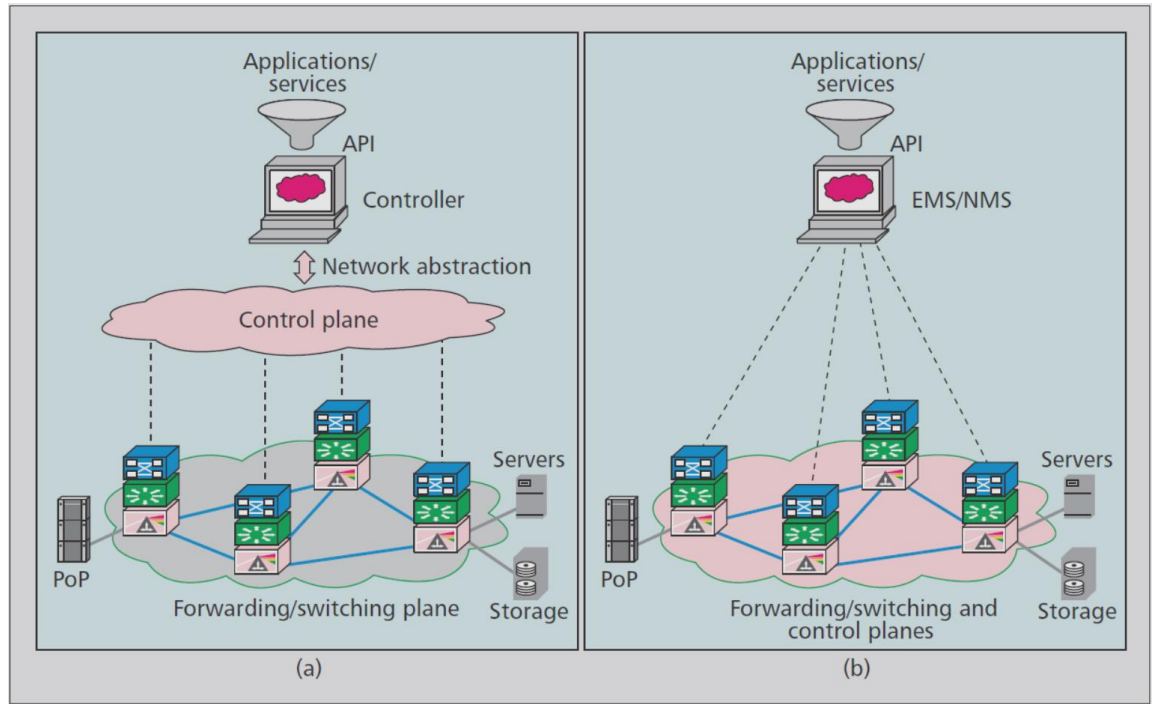 Applications/
services
API
Controller
Network abstraction
Control plane
Servers
PoP
Storage
Forwarding/switching plane
(a)
Applications/
services
API
EMS/NMS
Servers
PoP
Storage
Forwarding/switching and
control planes
(b)